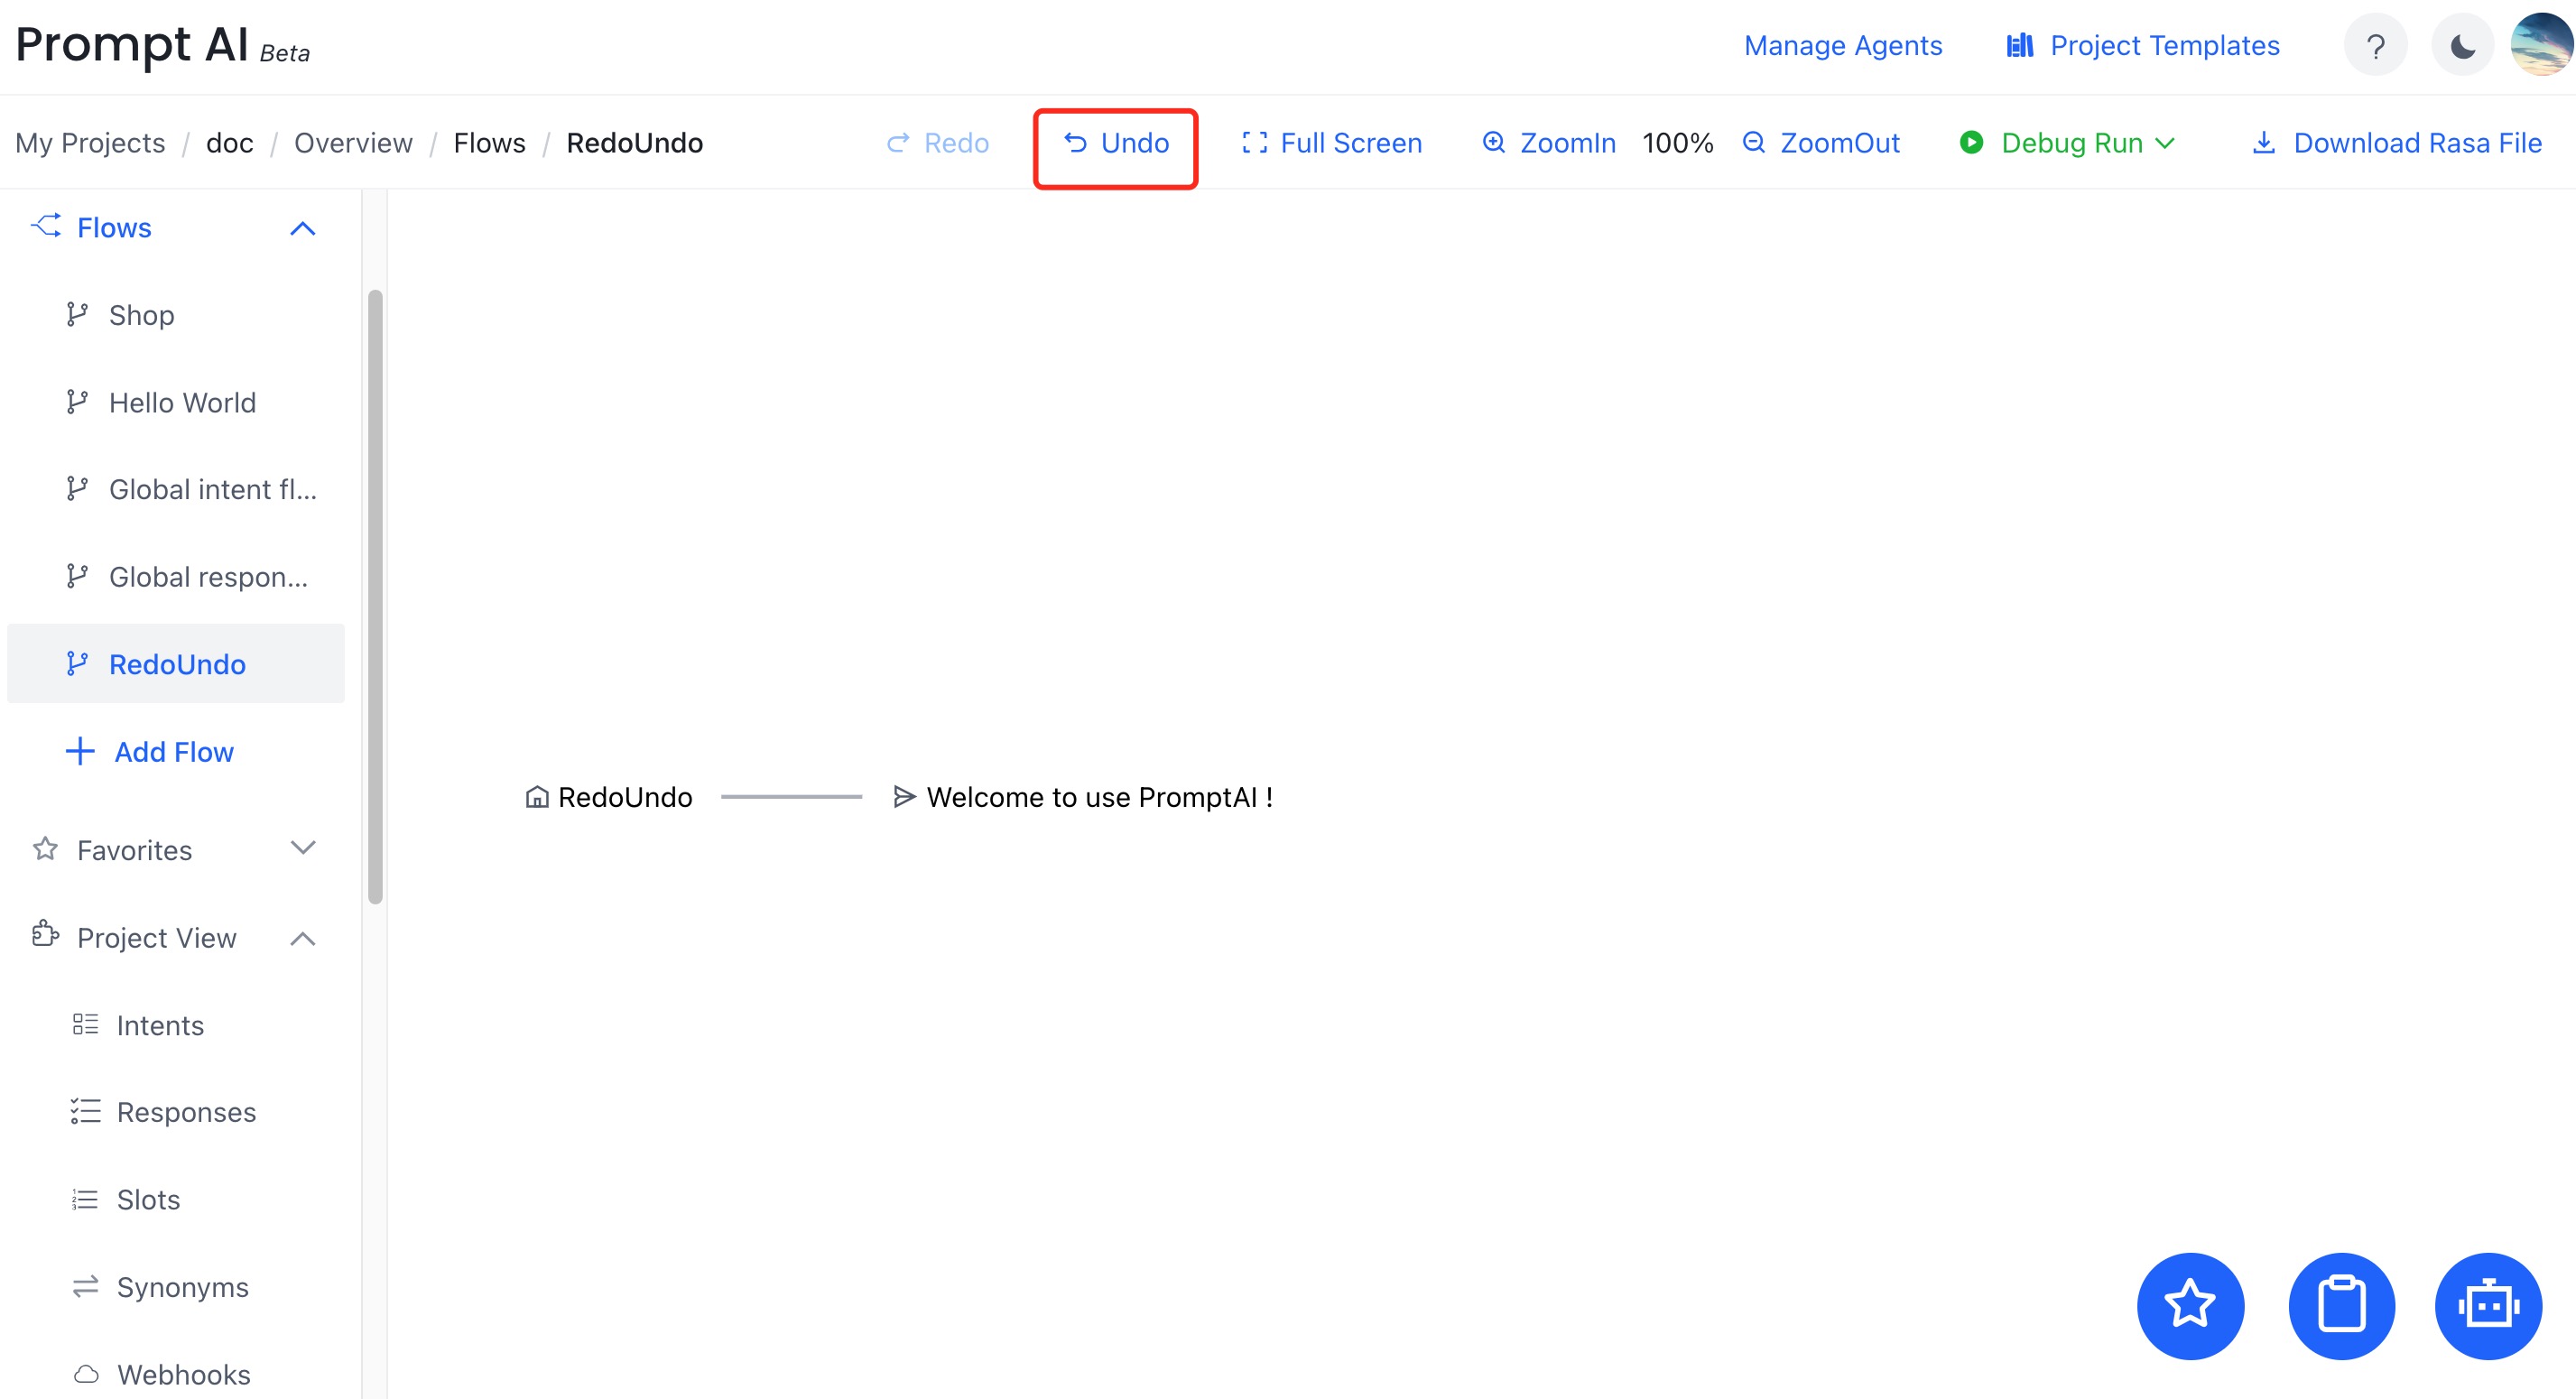 Prompt AI Beta
Manage Agents
Project Templates
?
My Projects / doc / Overview / Flows / RedoUndo
Redo
Undo
Full Screen
ZoomIn
100%
ZoomOut
Debug Run
Download Rasa File
Flows
Shop
Hello World
Global intent fl...
Global respon...
RedoUndo
Add Flow
RedoUndo
Welcome to use PromptAI !
Favorites
Project View
Intents
Responses
Slots
Synonyms
Webhooks